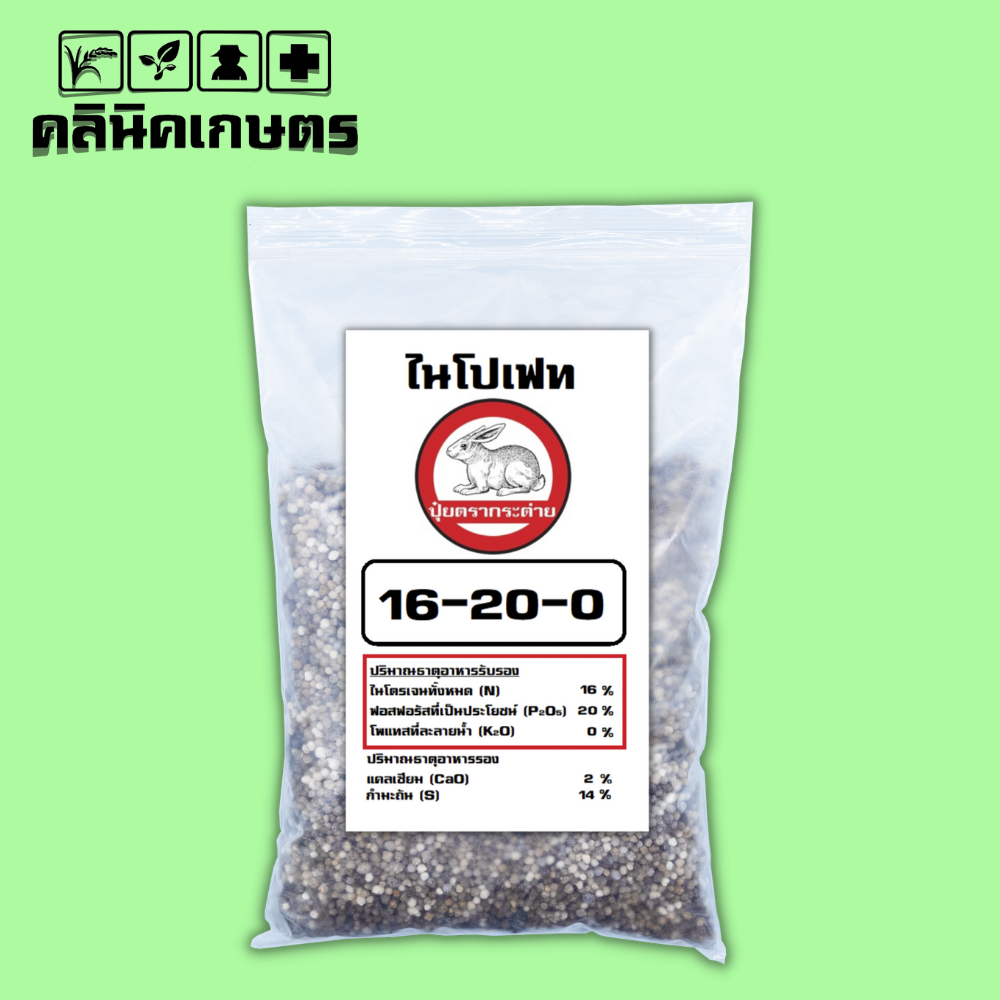 คลินิคเกษตร
ไนโปเฟท
ปุ๋ยตรากระต่าย
16-20-0
ปริมาณธาตุอาหารรับรอง
ไนโตรเจนทั้งหมด (N) 16 %
ฟอสฟอรัสที่เป็นประโยชน์ (P₂O₅) 20 %
โพแทสที่ละลายน้ำ (K₂O) 0 %
ปริมาณธาตุอาหารรอง
แคลเซียม (CaO) 2 %
กำมะถัน (S) 14 %